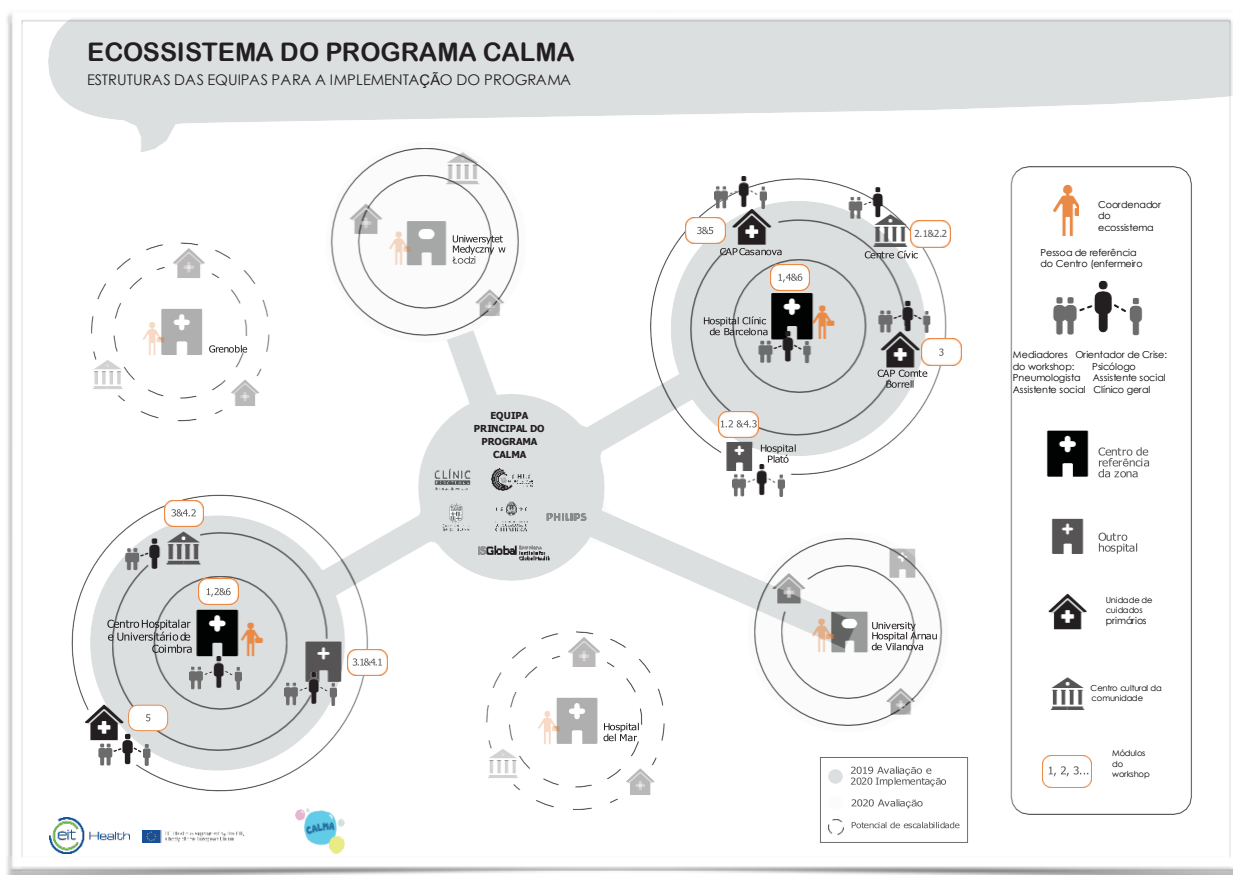 ECOSSISTEMA DO PROGRAMA CALMA
ESTRUTURAS DAS EQUIPAS PARA A IMPLEMENTAÇÃO DO PROGRAMA
Uniwersytet
Medyczny w
Łodzi
Grenoble
3&5
CAP Casanova
2.1&2.2
Centre Cívic
1,4&6
Hospital Clínic
de Barcelona
3
CAP Comte
Borrell
1.2 &4.3
Hospital
Plató
EQUIPA
PRINCIPAL DO
PROGRAMA
CALMA
CLÍNIC
BARCELONA
PHILIPS
ISGlobal Barcelona
Institute for
Global Health
3&4.2
1,2&6
Centro Hospitalar
e Universitário de
Coimbra
3.1&4.1
5
Hospital
del Mar
University
Hospital Arnau
de Vilanova
Coordenador
do
ecossistema
Pessoa de referência
do Centro (enfermeiro
Mediadores Orientador de Crise:
do workshop: Psicólogo
Pneumologista Assistente social
Assistente social Clínico geral
Centro de
referência
da zona
Outro
hospital
Unidade de
cuidados
primários
Centro cultural da
comunidade
1, 2, 3...
Módulos
do
workshop
2019 Avaliação e
2020 Implementação
2020 Avaliação
Potencial de escalabilidade
eit Health
CALMA